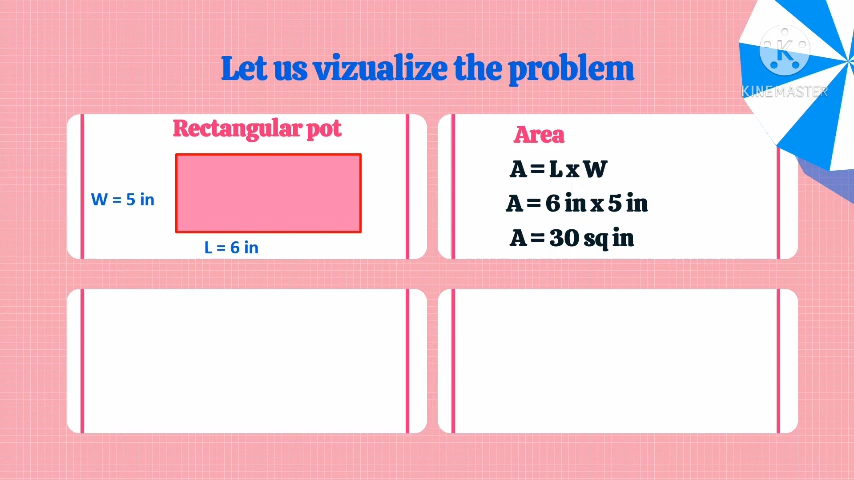 Let us vizualize the problem
KINEMASTER
Rectangular pot
W = 5 in
L = 6 in
Area
A = L x W
A = 6 in x 5 in
A = 30 sq in